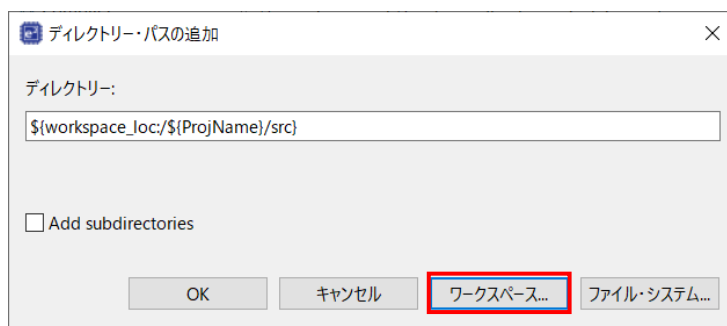 ディレクトリー・パスの追加
ディレクトリー:
${workspace_loc:/${ProjName}/src}
Add subdirectories
OK キャンセル ワークスペース... ファイル・システム...